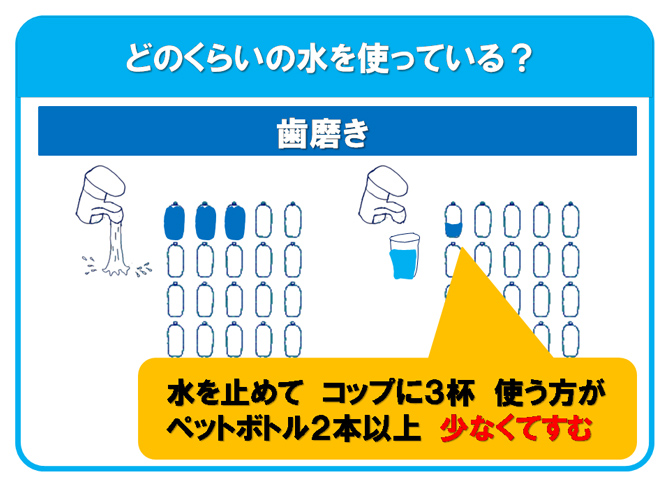 どのくらいの水を使っている？
歯磨き
水を止めて　コップに３杯　使う方が
ペットボトル２本以上　少なくてすむ